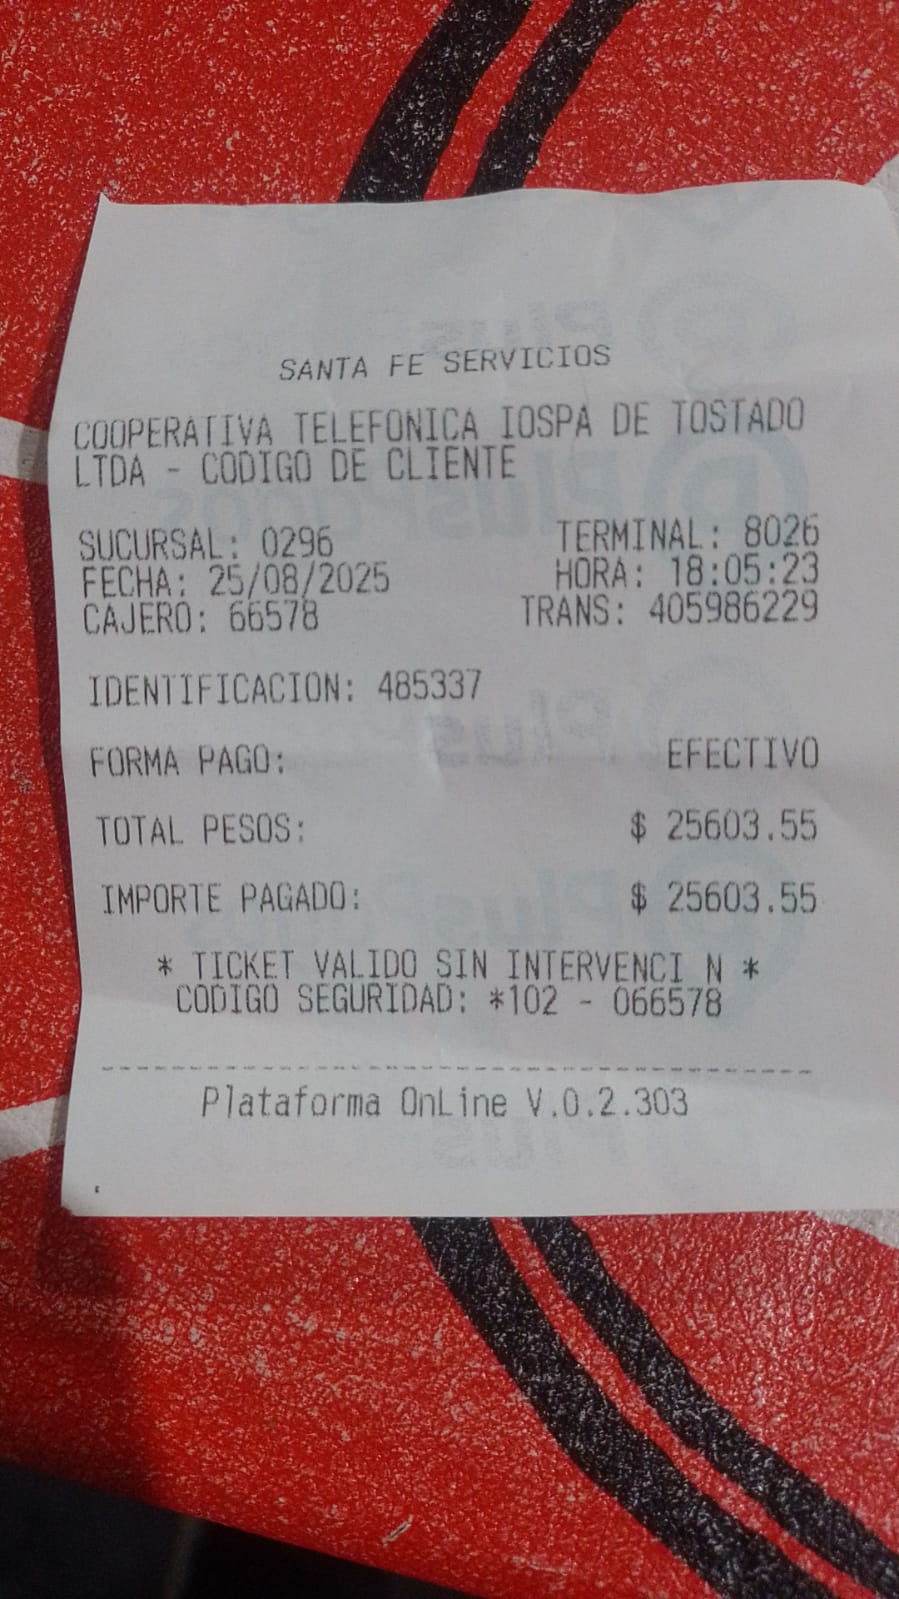 SANTA FE SERVICIOS
COOPERATIVA TELEFONICA IOSPA DE TOSTADO
LTDA - CODIGO DE CLIENTE
SUCURSAL: 0296 TERMINAL: 8026
FECHA: 25/08/2025 HORA: 18:05:23
CAJERO: 66578 TRANS: 405986229
IDENTIFICACION: 485337
FORMA PAGO: EFECTIVO
TOTAL PESOS: $ 25603.55
IMPORTE PAGADO: $ 25603.55
* TICKET VALIDO SIN INTERVENCI N *
CODIGO SEGURIDAD: *102 - 066578
Plataforma OnLine V.0.2.303